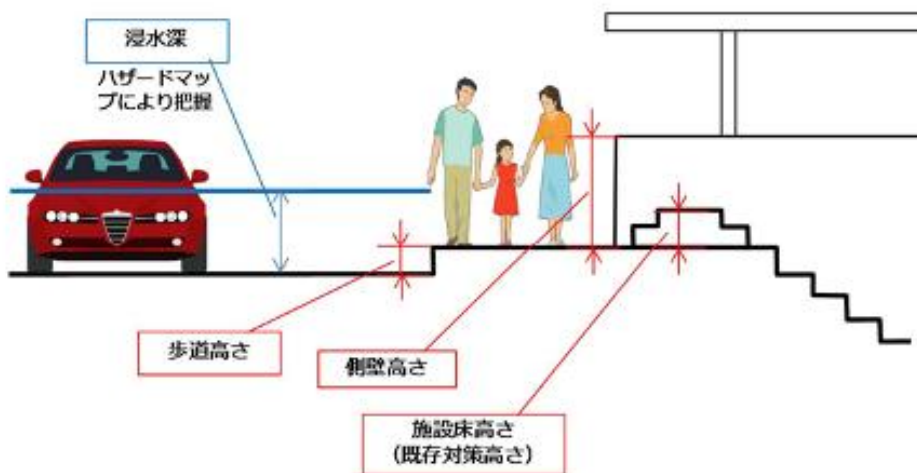 浸水深
ハザードマッ
プにより把握
歩道高さ
側壁高さ
施設床高さ
(既存対策高さ)